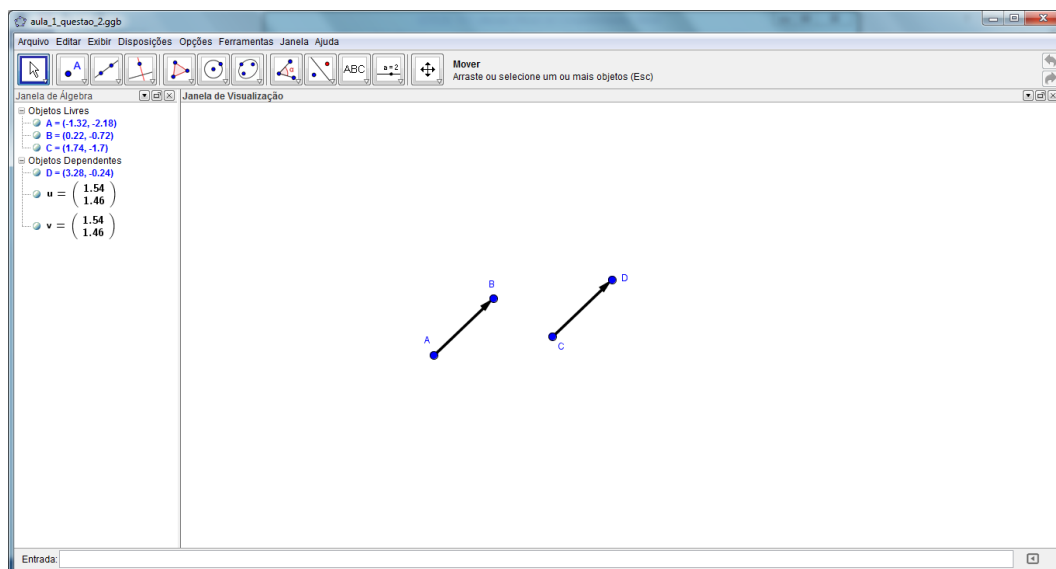 aula_1_questao_2.ggb
Arquivo Editar Exibir Disposições Opções Ferramentas Janela Ajuda
A
α
ABC
a=2
Mover
Arraste ou selecione um ou mais objetos (Esc)
Janela de Álgebra
Janela de Visualização
Objetos Livres
A = (-1.32, -2.18)
B = (0.22, -0.72)
C = (1.74, -1.7)
Objetos Dependentes
D = (3.28, -0.24)
u = ( 1.54
1.46 )
v = ( 1.54
1.46 )
B
D
A
C
Entrada: